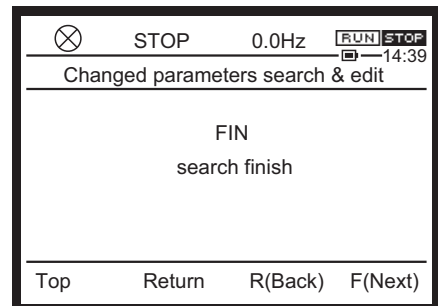 STOP 0.0Hz RUN STOP
14:39
Changed parameters search & edit
FIN
search finish
Top Return R(Back) F(Next)